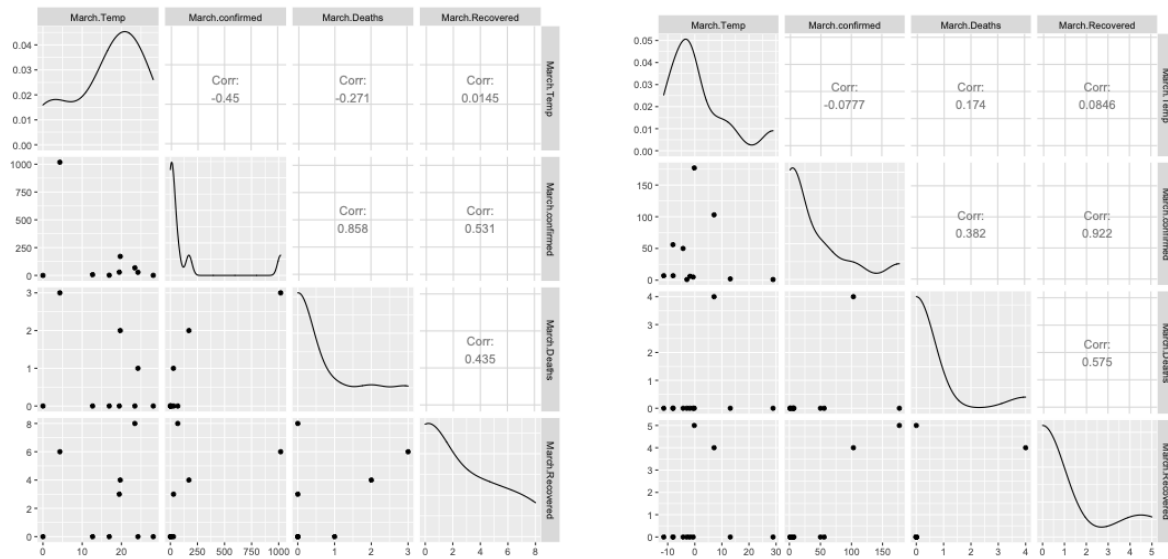 March.Temp March.confirmed March.Deaths March.Recovered
0.04
0.03
0.02
0.01
0.00
Corr:
-0.45
Corr:
-0.271
Corr:
0.0145
March.Temp
1000
750
500
250
0
Corr:
0.858
Corr:
0.531
March.confirmed
3
2
1
0
Corr:
0.435
March.Deaths
8
6
4
2
0
March.Recovered
0 10 20
0 250 500 750 1000
0 1 2 3
0 2 4 6 8
March.Temp March.confirmed March.Deaths March.Recovered
0.05
0.04
0.03
0.02
0.01
0.00
Corr:
-0.0777
Corr:
0.174
Corr:
0.0846
March.Temp
150
100
50
0
Corr:
0.382
Corr:
0.922
March.confirmed
4
3
2
1
0
Corr:
0.575
March.Deaths
5
4
3
2
1
0
March.Recovered
-10 0 10 20 30
0 50 100 150
0 1 2 3 4
0 1 2 3 4 5